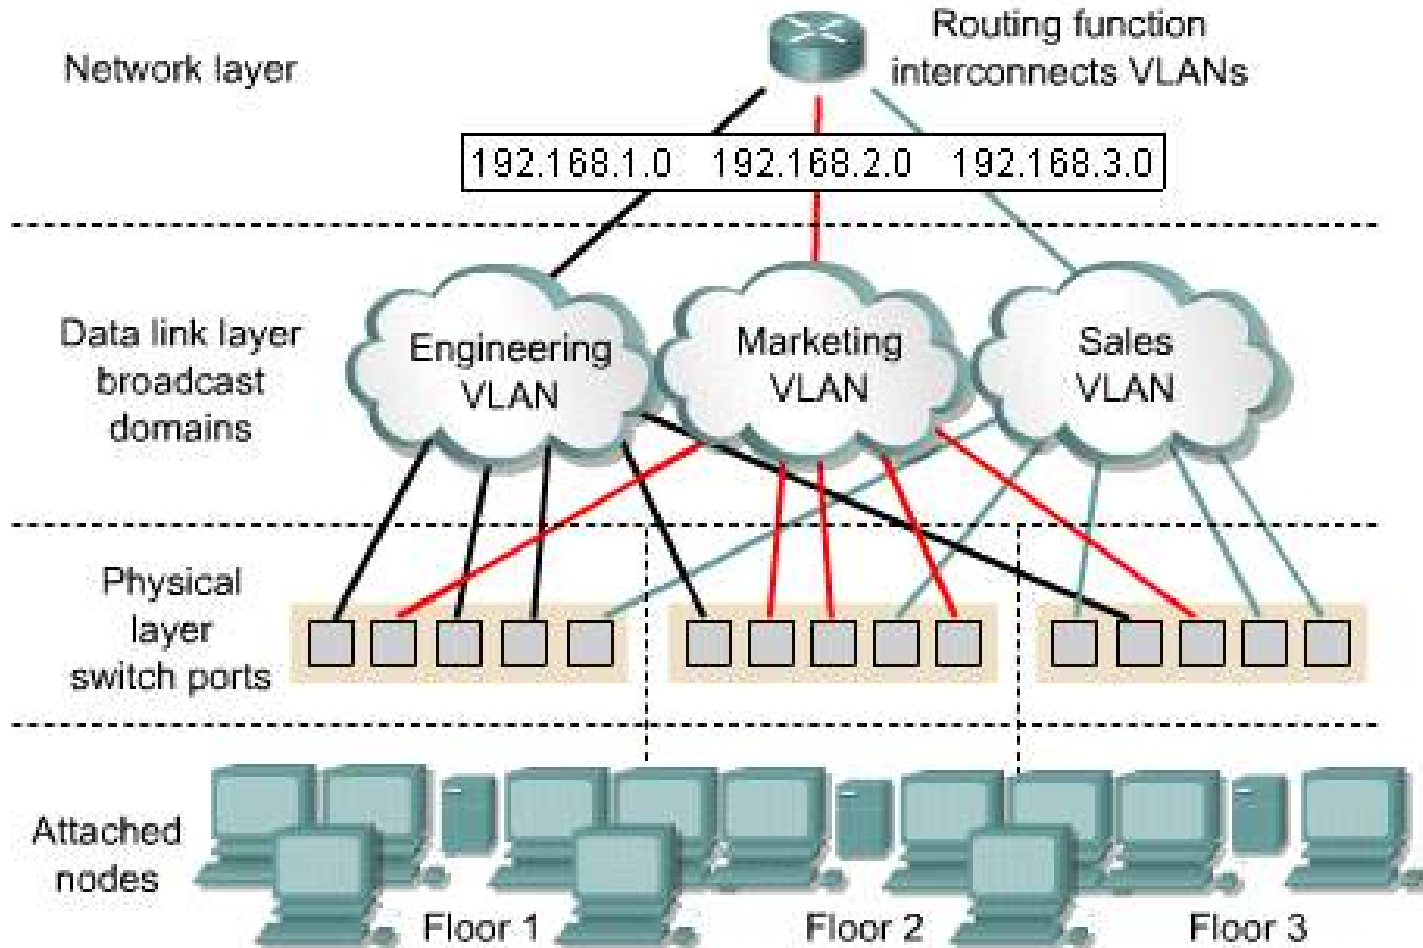 Network layer
Routing function
interconnects VLANs
192.168.1.0 192.168.2.0 192.168.3.0
Data link layer
broadcast
domains
Engineering
VLAN
Marketing
VLAN
Sales
VLAN
Physical
layer
switch ports
Attached
nodes
Floor 1
Floor 2
Floor 3